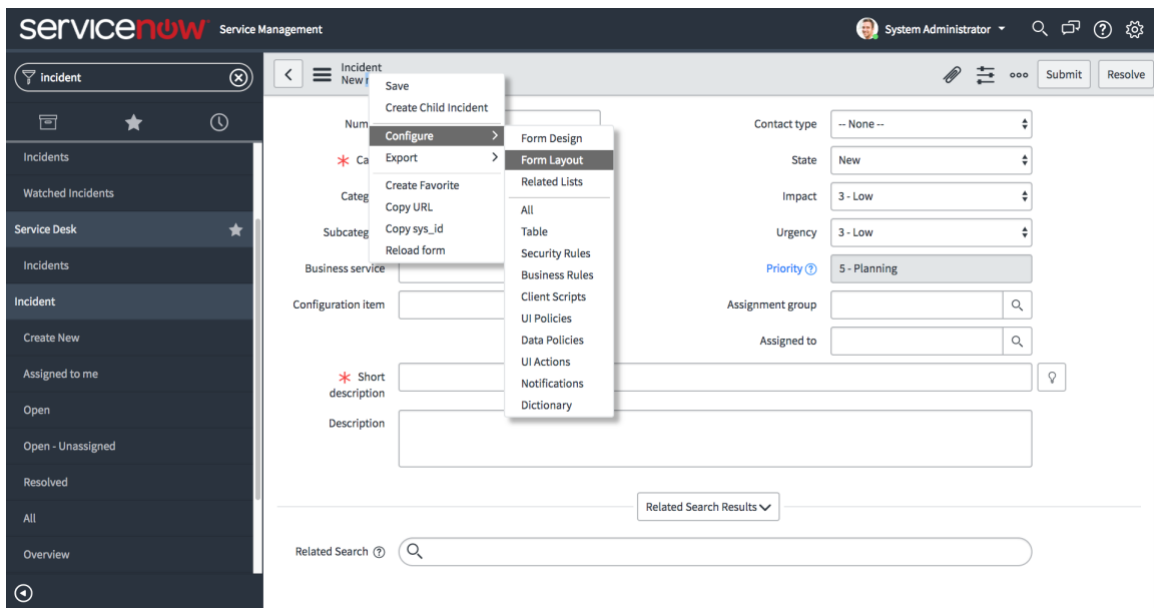 servicenow Service Management
System Administrator
incident
Incidents
Watched Incidents
Service Desk
Incidents
Incident
Create New
Assigned to me
Open
Open - Unassigned
Resolved
All
Overview
Incident
New r
Submit
Resolve
Save
Create Child Incident
Configure
Export
Create Favorite
Copy URL
Copy sys_id
Reload form
Form Design
Form Layout
Related Lists
All
Table
Security Rules
Business Rules
Client Scripts
UI Policies
Data Policies
UI Actions
Notifications
Dictionary
Num
Ca
Categ
Subcateg
Business service
Configuration item
Contact type -- None --
State New
Impact 3 - Low
Urgency 3 - Low
Priority 5 - Planning
Assignment group
Assigned to
Short
description
Description
Related Search Results
Related Search